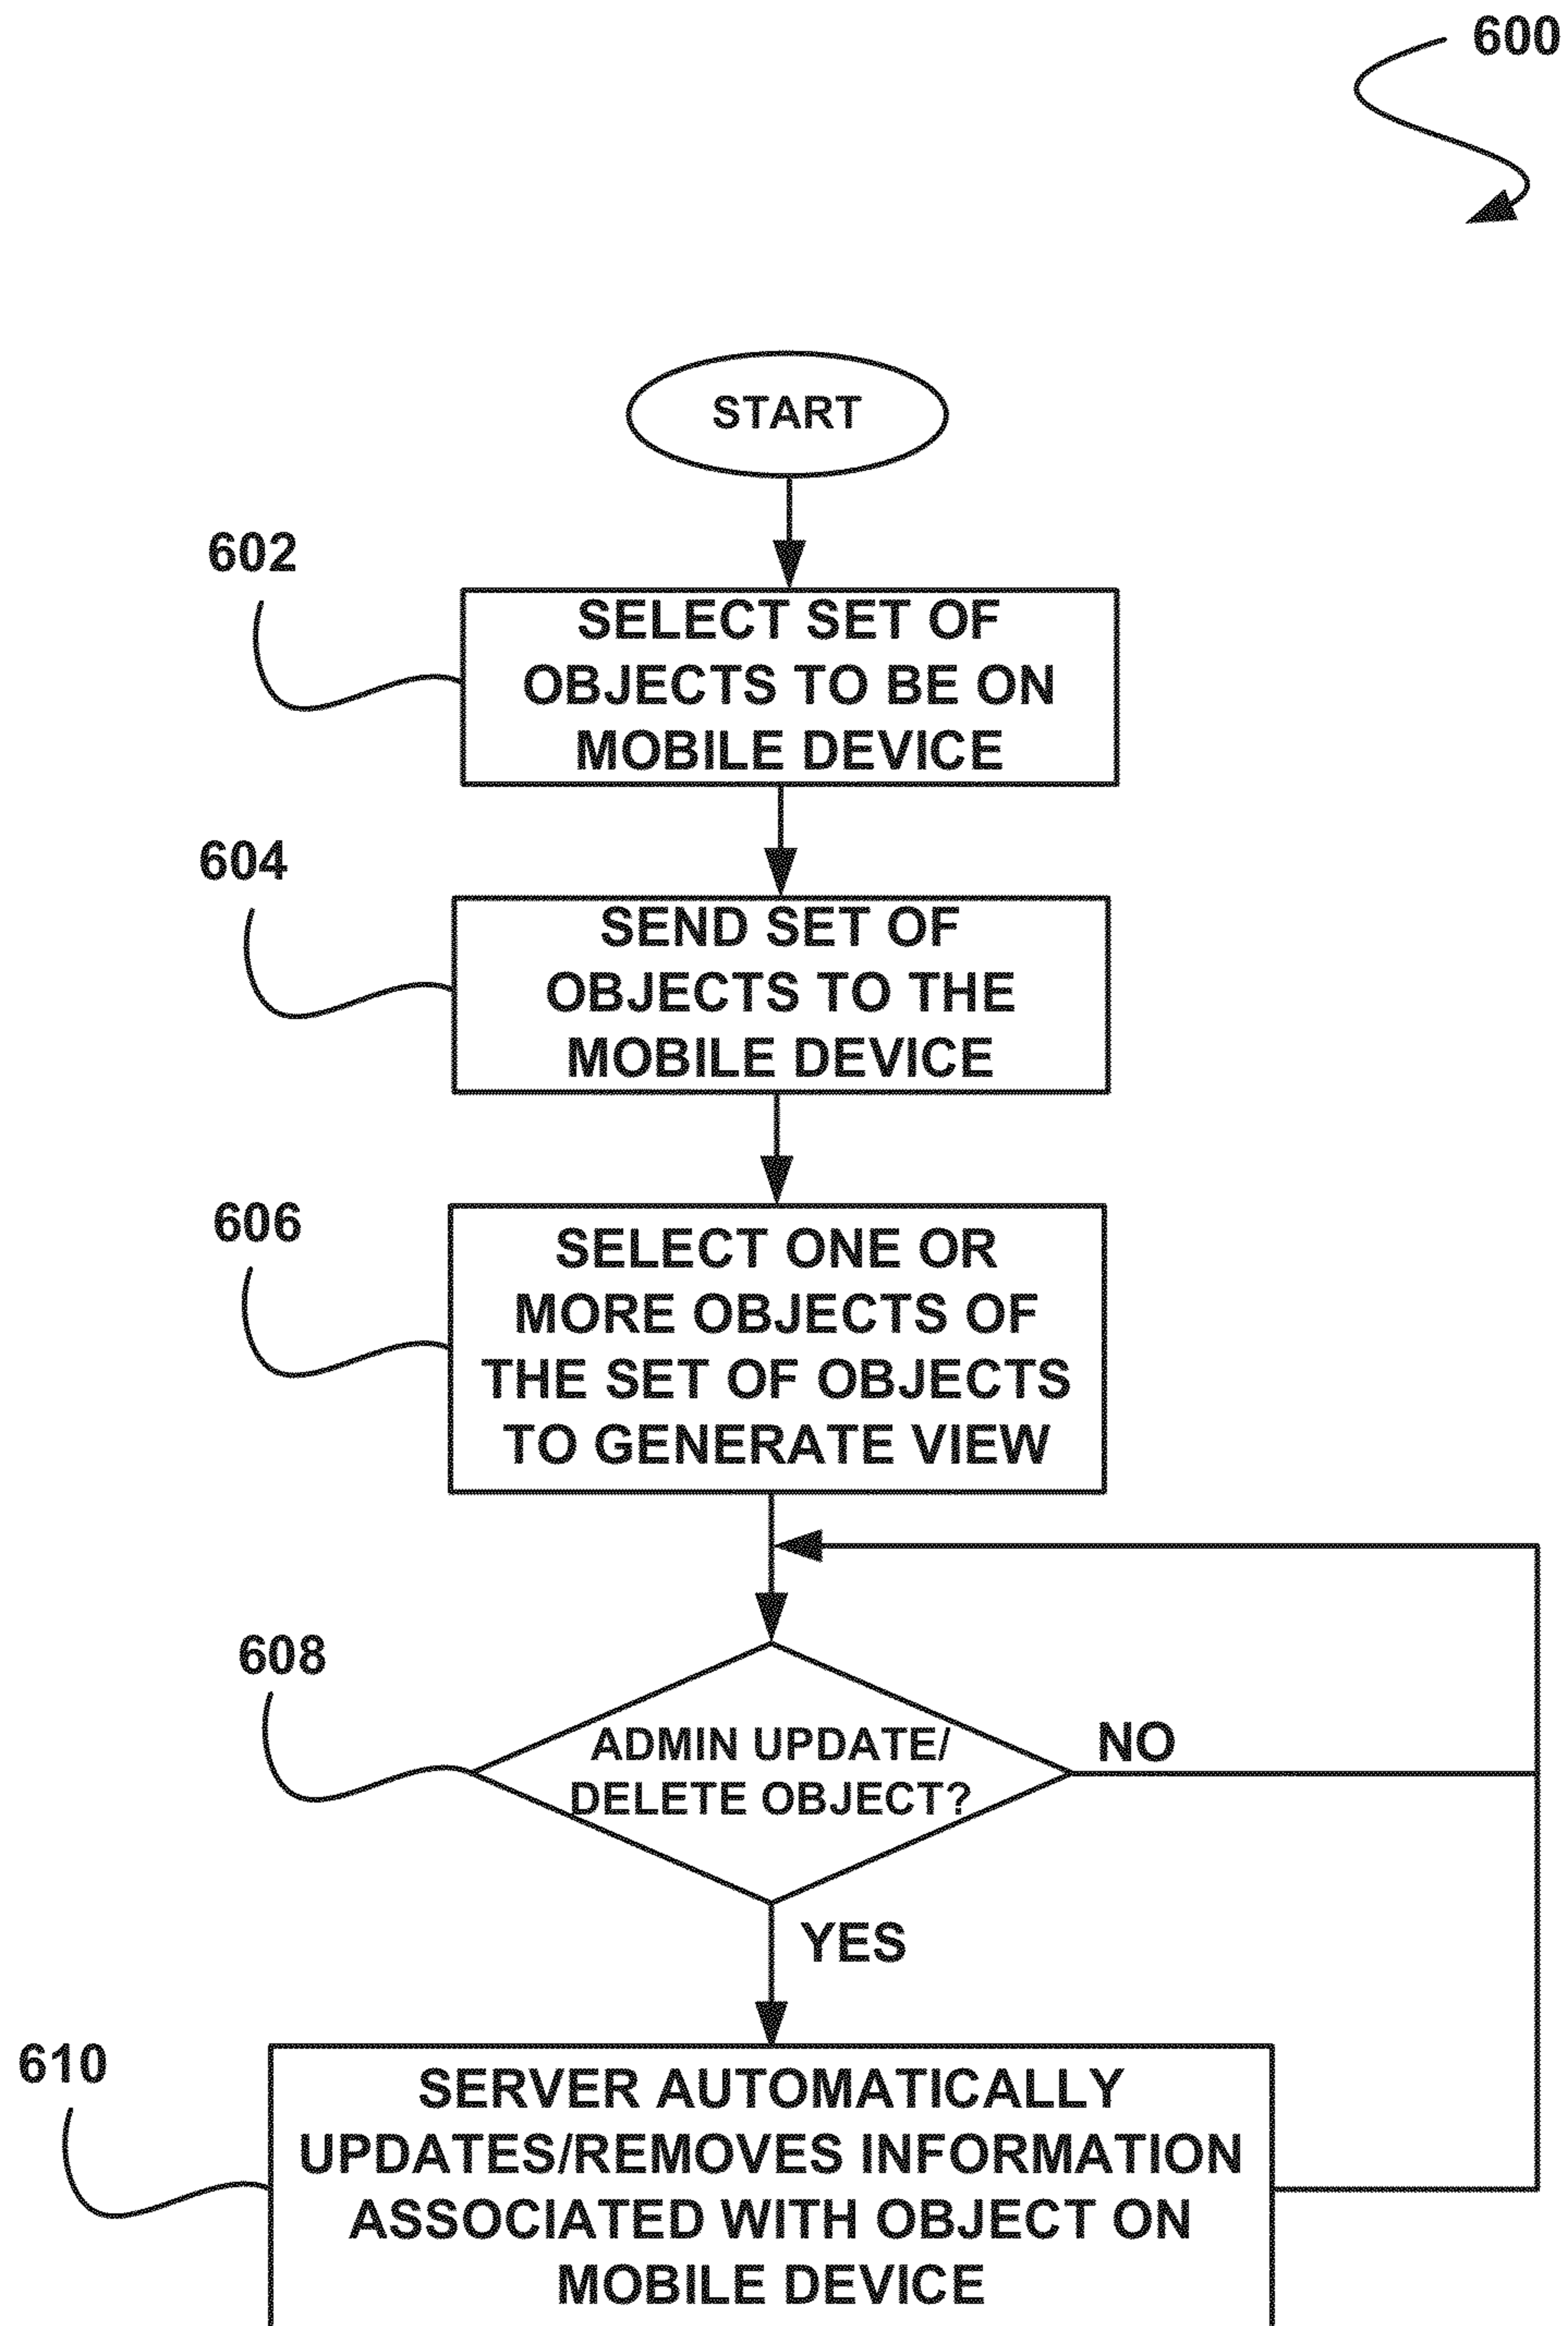 600
START
602
SELECT SET OF
OBJECTS TO BE ON
MOBILE DEVICE
604
SEND SET OF
OBJECTS TO THE
MOBILE DEVICE
606
SELECT ONE OR
MORE OBJECTS OF
THE SET OF OBJECTS
TO GENERATE VIEW
608
ADMIN UPDATE/
DELETE OBJECT?
NO
YES
610
SERVER AUTOMATICALLY
UPDATES/REMOVES INFORMATION
ASSOCIATED WITH OBJECT ON
MOBILE DEVICE